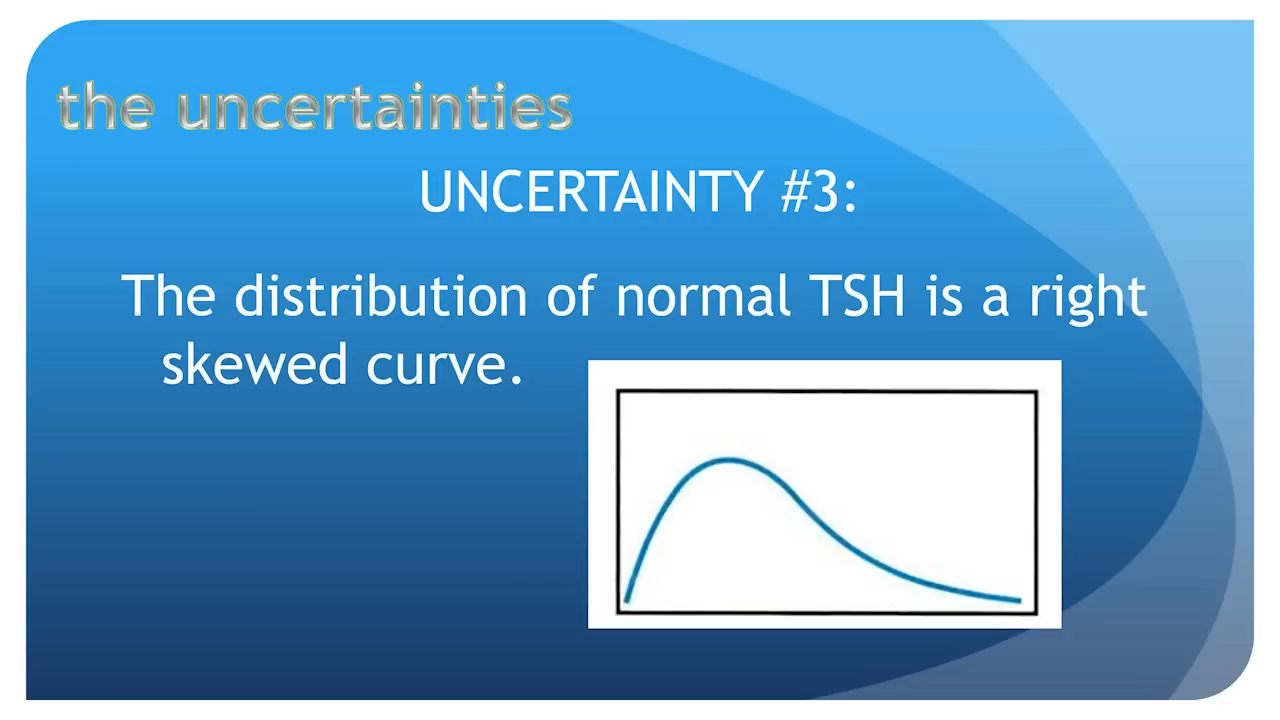 the uncertainties
UNCERTAINTY #3:
The distribution of normal TSH is a right
skewed curve.